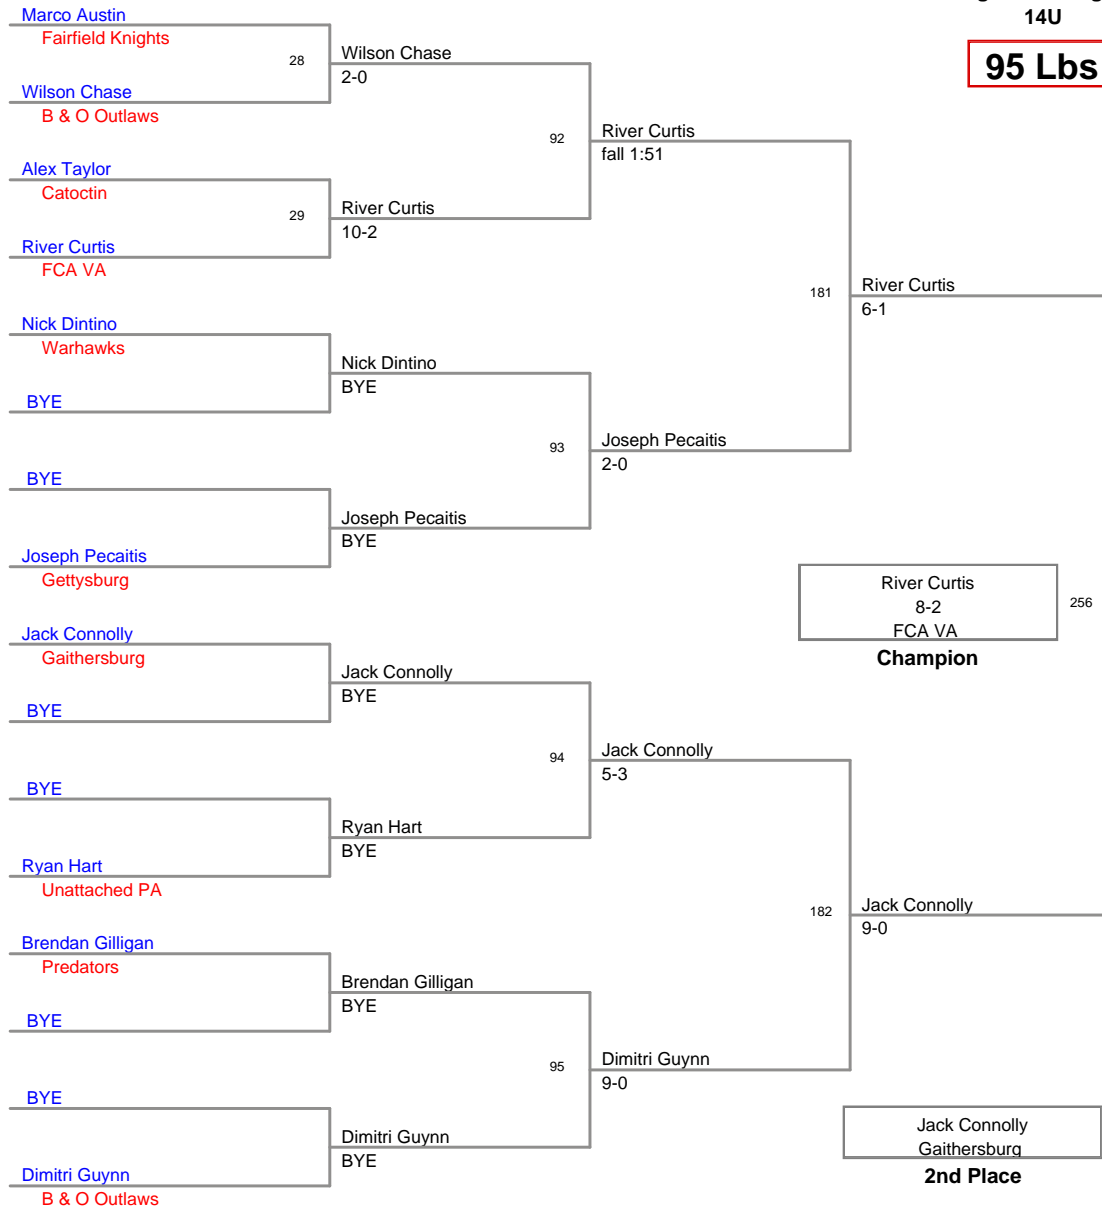 14U
95 Lbs
Marco Austin
Fairfield Knights
28
Wilson Chase
2-0
Wilson Chase
B & O Outlaws
92
River Curtis
fall 1:51
Alex Taylor
Catoctin
29
River Curtis
10-2
River Curtis
FCA VA
181
River Curtis
6-1
Nick Dintino
Warhawks
Nick Dintino
BYE
BYE
93
Joseph Pecaitis
2-0
BYE
Joseph Pecaitis
BYE
Joseph Pecaitis
Gettysburg
River Curtis
8-2
FCA VA
256
Champion
Jack Connolly
Gaithersburg
Jack Connolly
BYE
BYE
94
Jack Connolly
5-3
BYE
Ryan Hart
BYE
Ryan Hart
Unattached PA
182
Jack Connolly
9-0
Brendan Gilligan
Predators
Brendan Gilligan
BYE
BYE
95
Dimitri Guynn
9-0
BYE
Dimitri Guynn
BYE
Dimitri Guynn
B & O Outlaws
Jack Connolly
Gaithersburg
2nd Place